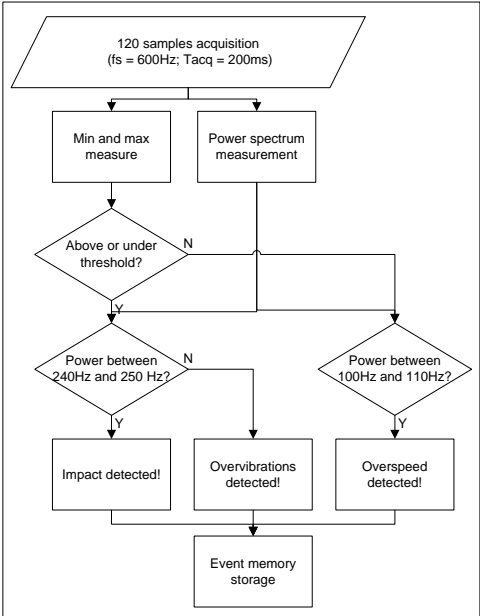 120 samples acquisition
(fs = 600Hz; Tacq = 200ms)
Min and max
measure
Power spectrum
measurement
Above or under
threshold?
N
Y
Power between
240Hz and 250 Hz?
N
Y
Power between
100Hz and 110Hz?
Y
Impact detected!
Overvibrations
detected!
Overspeed
detected!
Event memory
storage